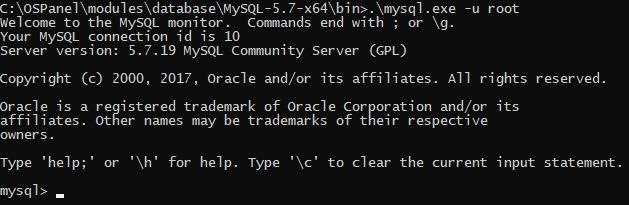 C:\OSPanel\modules\database\MySQL-5.7-x64\bin>.\mysql.exe -u root
Welcome to the MySQL monitor.  Commands end with ; or \g.
Your MySQL connection id is 10
Server version: 5.7.19 MySQL Community Server (GPL)
Copyright (c) 2000, 2017, Oracle and/or its affiliates. All rights reserved.
Oracle is a registered trademark of Oracle Corporation and/or its
affiliates. Other names may be trademarks of their respective
owners.
Type 'help;' or '\h' for help. Type '\c' to clear the current input statement.
mysql> _